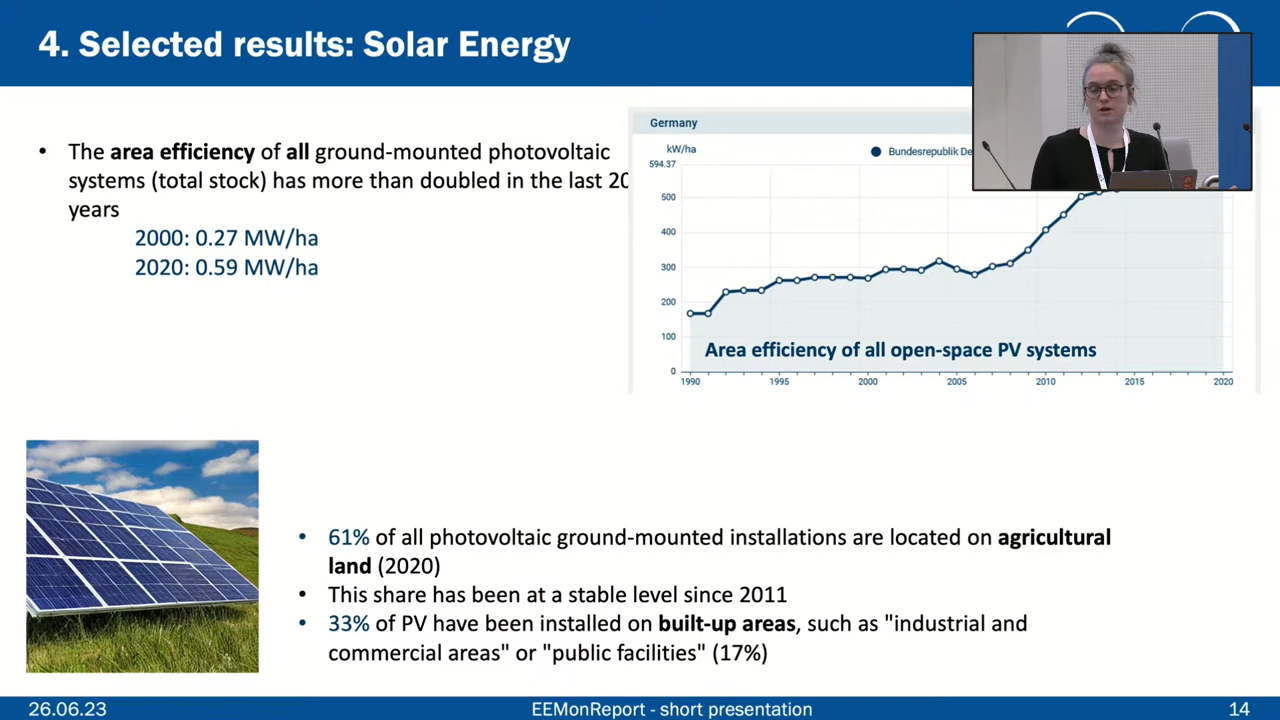 4. Selected results: Solar Energy
• The area efficiency of all ground-mounted photovoltaic
systems (total stock) has more than doubled in the last 20
years
2000: 0.27 MW/ha
2020: 0.59 MW/ha
Germany
kW/ha
Bundesrepublik De
594.37
500
400
300
200
100
0
Area efficiency of all open-space PV systems
1990 1995 2000 2005 2010 2015 2020
• 61% of all photovoltaic ground-mounted installations are located on agricultural
land (2020)
• This share has been at a stable level since 2011
• 33% of PV have been installed on built-up areas, such as "industrial and
commercial areas" or "public facilities" (17%)
26.06.23
EEMonReport - short presentation
14